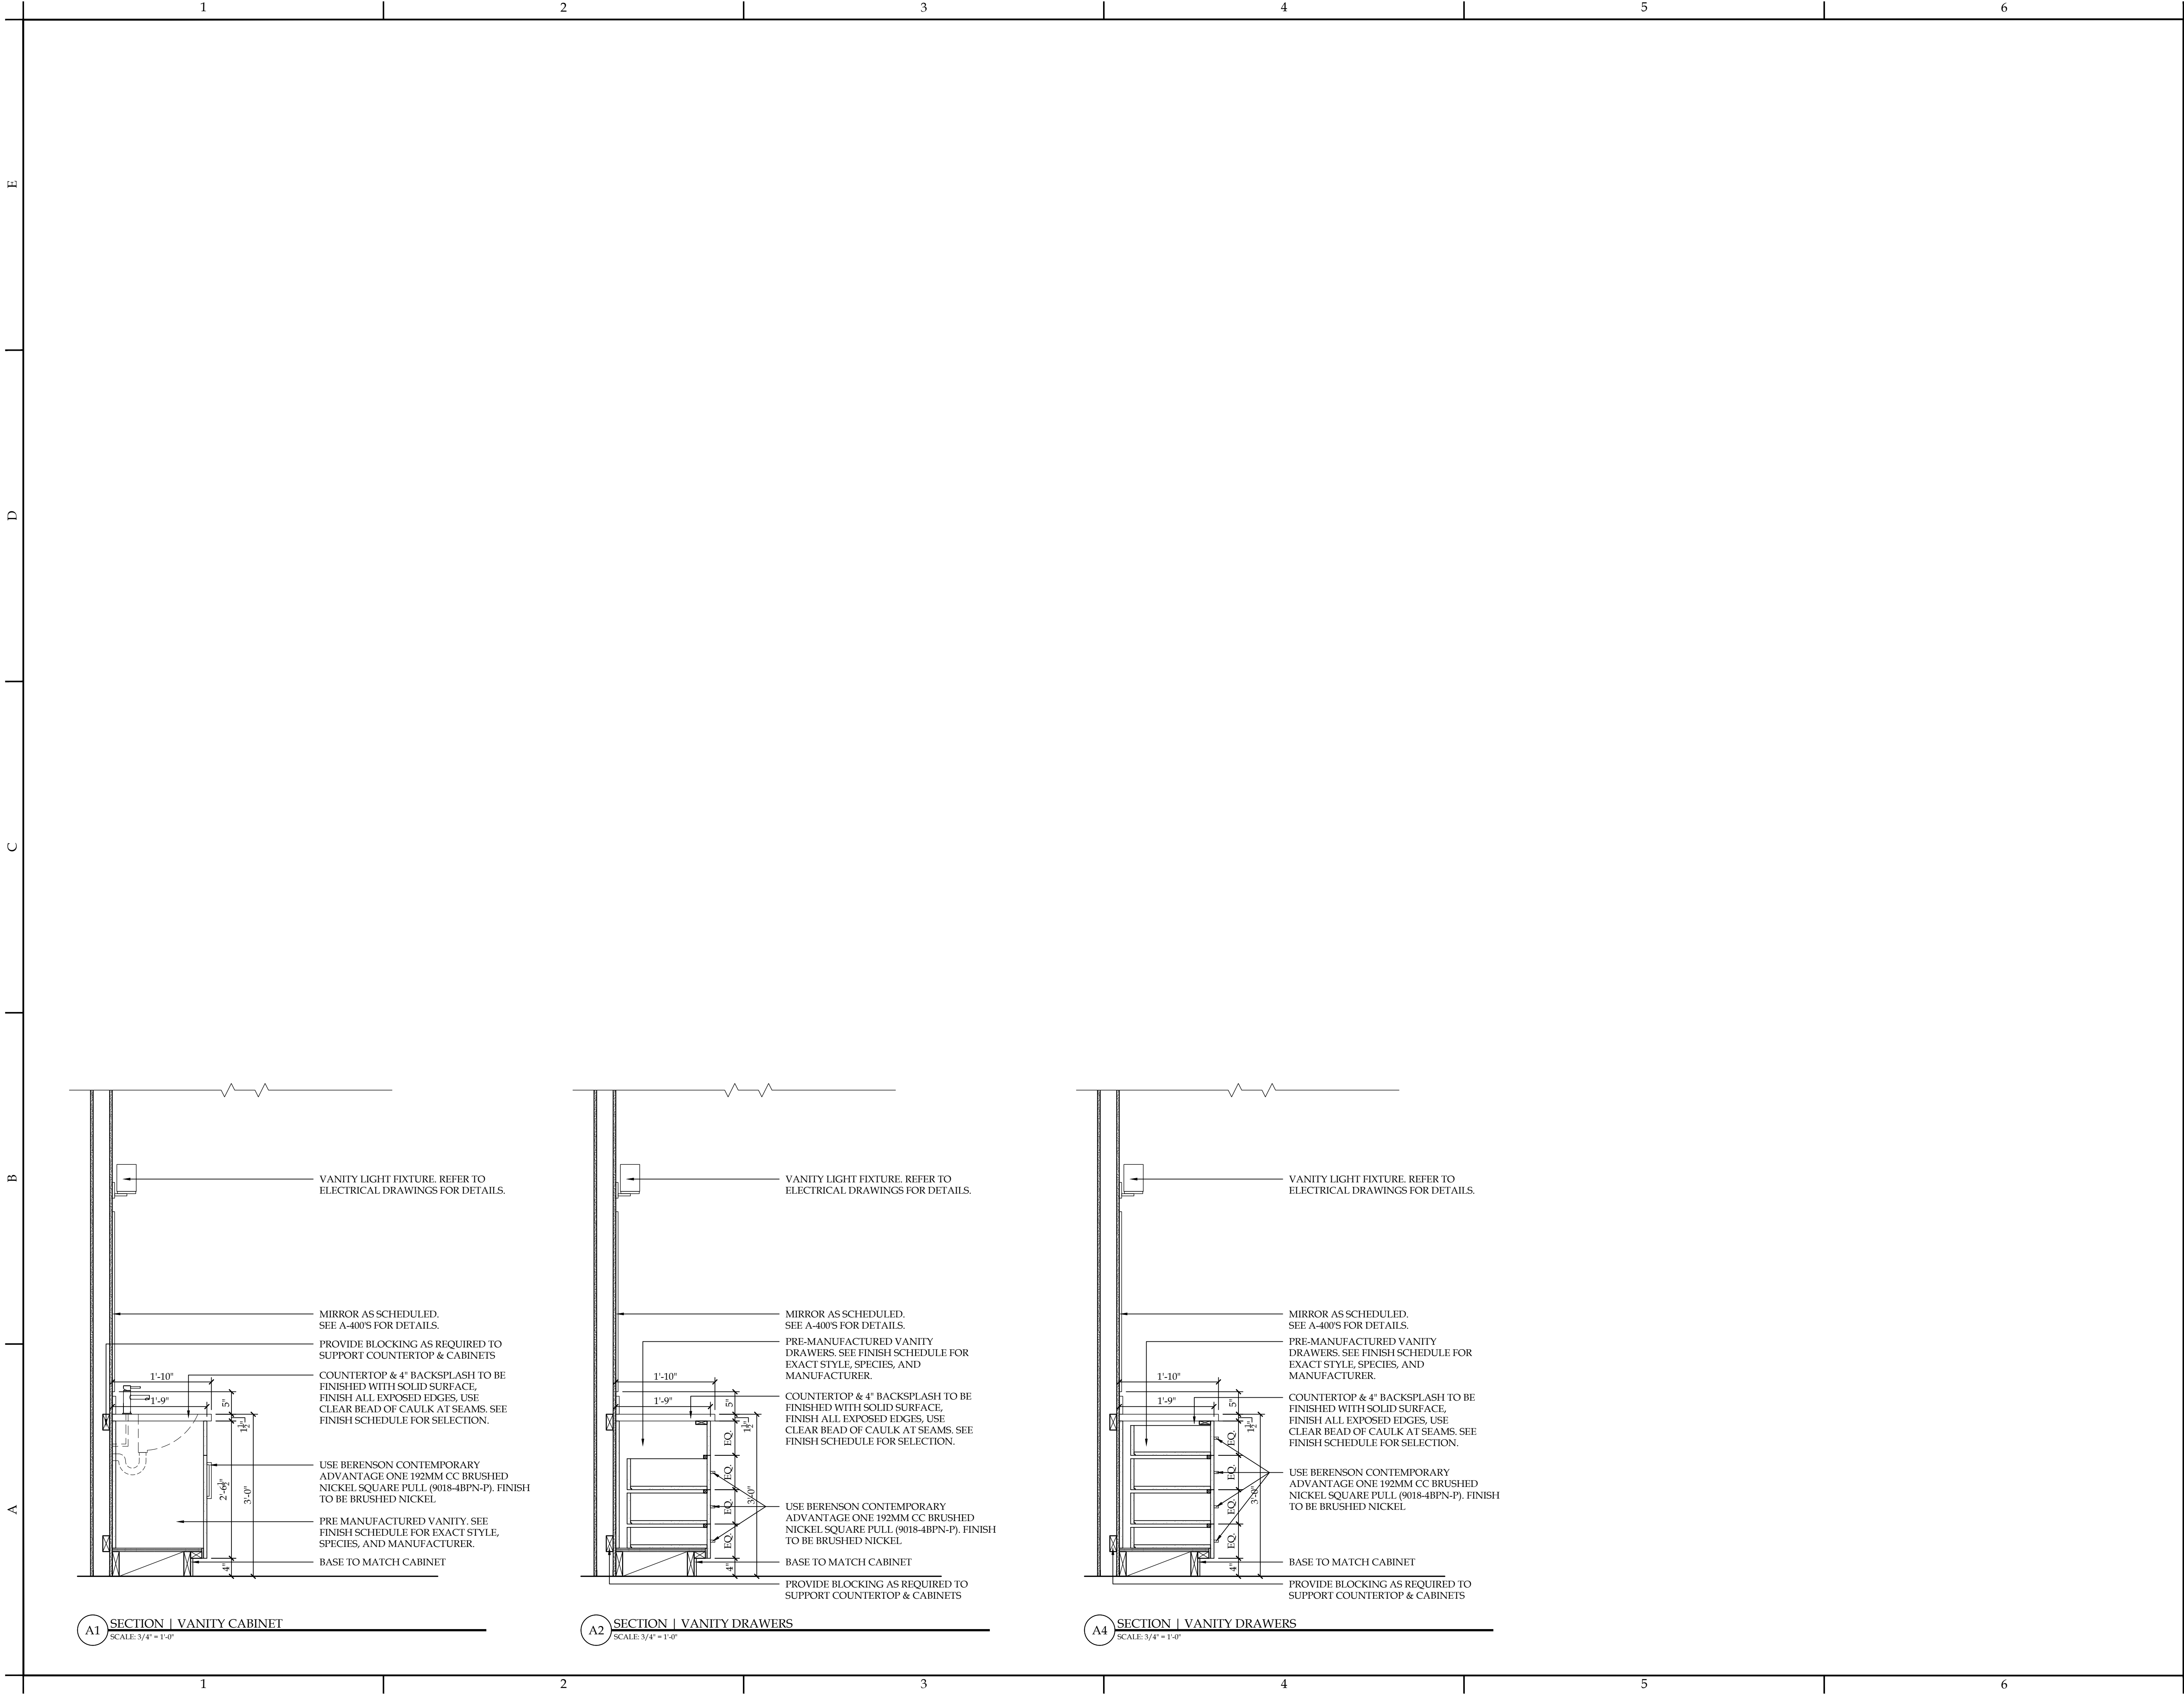 1
2
3
4
5
6
E
D
C
B
A
VANITY LIGHT FIXTURE. REFER TO
ELECTRICAL DRAWINGS FOR DETAILS.
MIRROR AS SCHEDULED.
SEE A-400'S FOR DETAILS.
PROVIDE BLOCKING AS REQUIRED TO
SUPPORT COUNTERTOP & CABINETS
COUNTERTOP & 4" BACKSPLASH TO BE
FINISHED WITH SOLID SURFACE,
FINISH ALL EXPOSED EDGES, USE
CLEAR BEAD OF CAULK AT SEAMS. SEE
FINISH SCHEDULE FOR SELECTION.
USE BERENSON CONTEMPORARY
ADVANTAGE ONE 192MM CC BRUSHED
NICKEL SQUARE PULL (9018-4BPN-P). FINISH
TO BE BRUSHED NICKEL
PRE MANUFACTURED VANITY. SEE
FINISH SCHEDULE FOR EXACT STYLE,
SPECIES, AND MANUFACTURER.
BASE TO MATCH CABINET
1'-10"
1'-9"
5"
1 1/2"
2'-6 1/2"
3'-0"
4"
A1
SECTION | VANITY CABINET
SCALE: 3/4" = 1'-0"
VANITY LIGHT FIXTURE. REFER TO
ELECTRICAL DRAWINGS FOR DETAILS.
MIRROR AS SCHEDULED.
SEE A-400'S FOR DETAILS.
PRE-MANUFACTURED VANITY
DRAWERS. SEE FINISH SCHEDULE FOR
EXACT STYLE, SPECIES, AND
MANUFACTURER.
COUNTERTOP & 4" BACKSPLASH TO BE
FINISHED WITH SOLID SURFACE,
FINISH ALL EXPOSED EDGES, USE
CLEAR BEAD OF CAULK AT SEAMS. SEE
FINISH SCHEDULE FOR SELECTION.
USE BERENSON CONTEMPORARY
ADVANTAGE ONE 192MM CC BRUSHED
NICKEL SQUARE PULL (9018-4BPN-P). FINISH
TO BE BRUSHED NICKEL
BASE TO MATCH CABINET
PROVIDE BLOCKING AS REQUIRED TO
SUPPORT COUNTERTOP & CABINETS
1'-10"
1'-9"
5"
1 1/2"
EQ.
EQ.
EQ.
EQ.
3'-0"
4"
A2
SECTION | VANITY DRAWERS
SCALE: 3/4" = 1'-0"
VANITY LIGHT FIXTURE. REFER TO
ELECTRICAL DRAWINGS FOR DETAILS.
MIRROR AS SCHEDULED.
SEE A-400'S FOR DETAILS.
PRE-MANUFACTURED VANITY
DRAWERS. SEE FINISH SCHEDULE FOR
EXACT STYLE, SPECIES, AND
MANUFACTURER.
COUNTERTOP & 4" BACKSPLASH TO BE
FINISHED WITH SOLID SURFACE,
FINISH ALL EXPOSED EDGES, USE
CLEAR BEAD OF CAULK AT SEAMS. SEE
FINISH SCHEDULE FOR SELECTION.
USE BERENSON CONTEMPORARY
ADVANTAGE ONE 192MM CC BRUSHED
NICKEL SQUARE PULL (9018-4BPN-P). FINISH
TO BE BRUSHED NICKEL
BASE TO MATCH CABINET
PROVIDE BLOCKING AS REQUIRED TO
SUPPORT COUNTERTOP & CABINETS
1'-10"
1'-9"
5"
1 1/2"
EQ.
EQ.
EQ.
EQ.
3'-0"
4"
A4
SECTION | VANITY DRAWERS
SCALE: 3/4" = 1'-0"
1
2
3
4
5
6